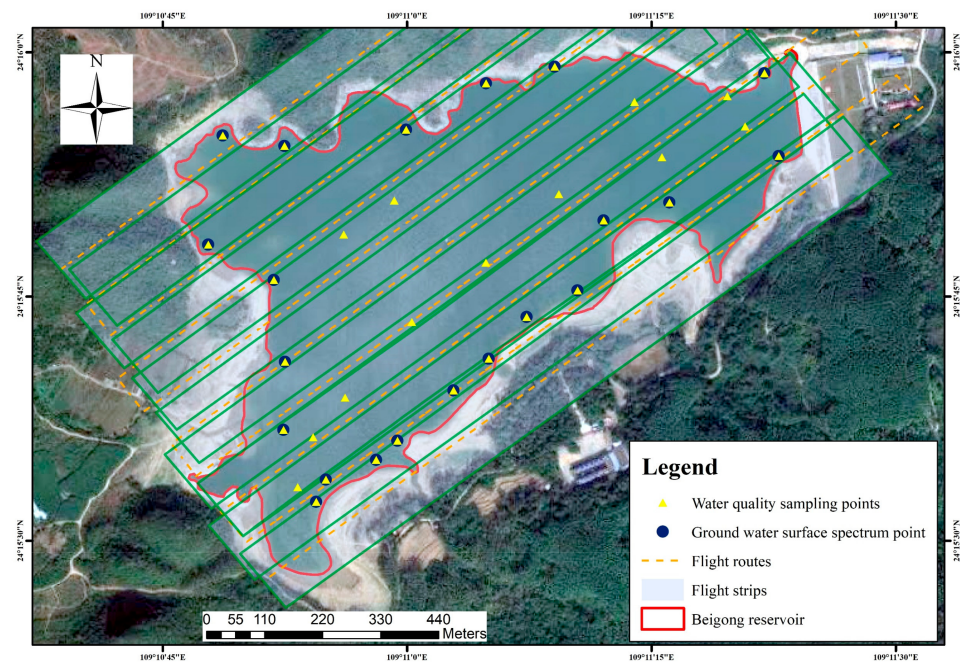 109°10'45"E 109°11'0"E 109°11'15"E 109°11'30"E
24°16'0"N 24°16'0"N
N
24°15'45"N 24°15'45"N
24°15'30"N 24°15'30"N
Legend
Water quality sampling points
Ground water surface spectrum point
Flight routes
Flight strips
Beigong reservoir
0 55 110 220 330 440
Meters
109°10'45"E 109°11'0"E 109°11'15"E 109°11'30"E